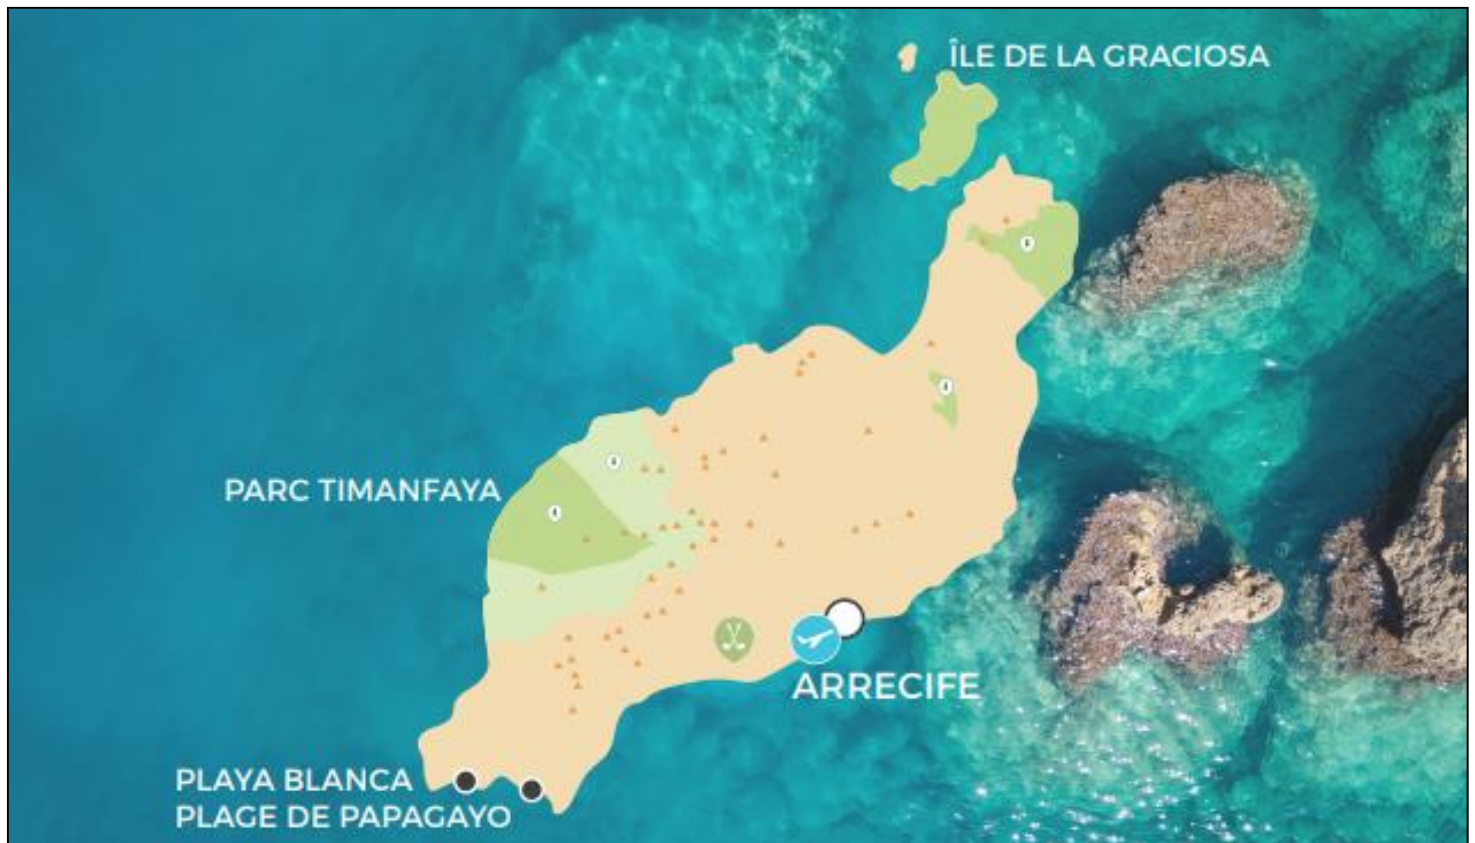 ÎLE DE LA GRACIOSA
PARC TIMANFAYA
ARRECIFE
PLAYA BLANCA
PLAGE DE PAPAGAYO